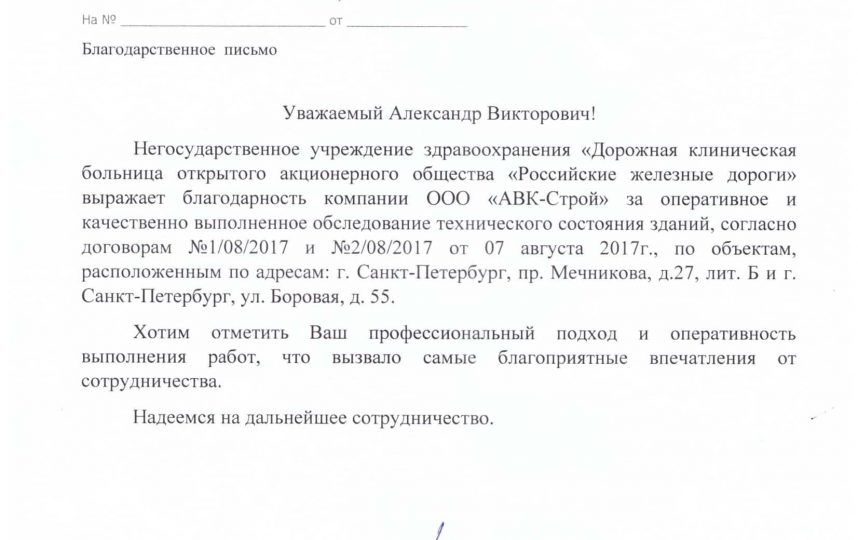 На № ____________________________ от ________________
Благодарственное письмо
Уважаемый Александр Викторович!
Негосударственное учреждение здравоохранения «Дорожная клиническая
больница открытого акционерного общества «Российские железные дороги»
выражает благодарность компании ООО «АВК-Строй» за оперативное и
качественно выполненное обследование технического состояния зданий, согласно
договорам №1/08/2017 и №2/08/2017 от 07 августа 2017г., по объектам,
расположенным по адресам: г. Санкт-Петербург, пр. Мечникова, д.27, лит. Б и г.
Санкт-Петербург, ул. Боровая, д. 55.
Хотим отметить Ваш профессиональный подход и оперативность
выполнения работ, что вызвало самые благоприятные впечатления от
сотрудничества.
Надеемся на дальнейшее сотрудничество.